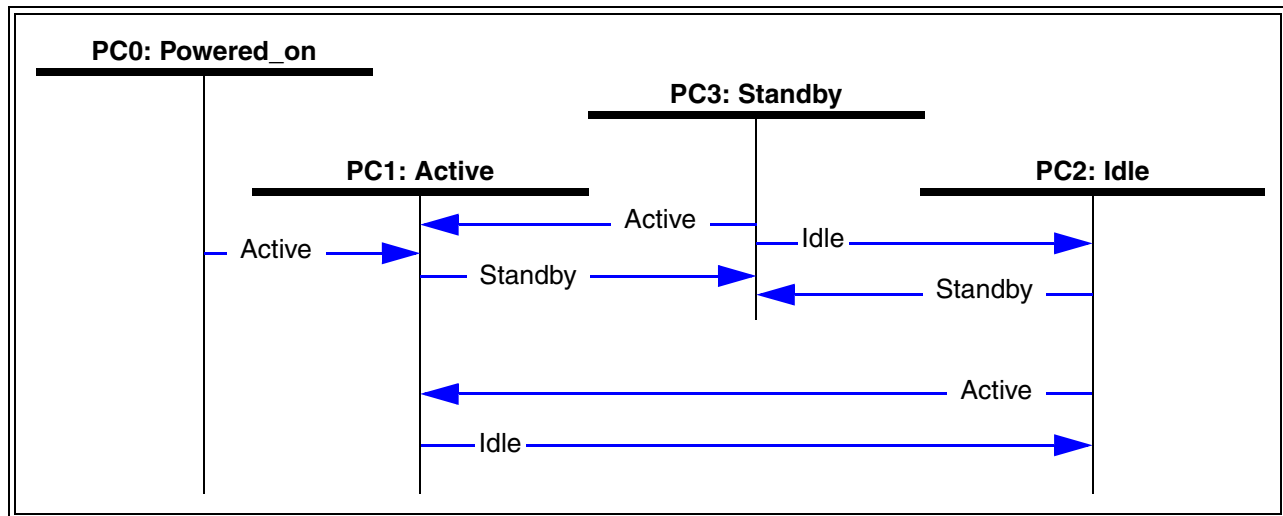 PC0: Powered_on
PC3: Standby
PC1: Active
PC2: Idle
Active
Idle
Active
Standby
Standby
Active
Idle